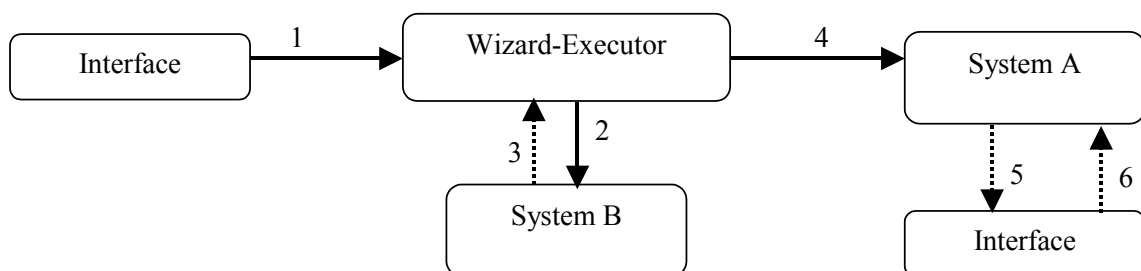 1
Wizard-Executor
4
Interface
System A
3
2
5
6
System B
Interface